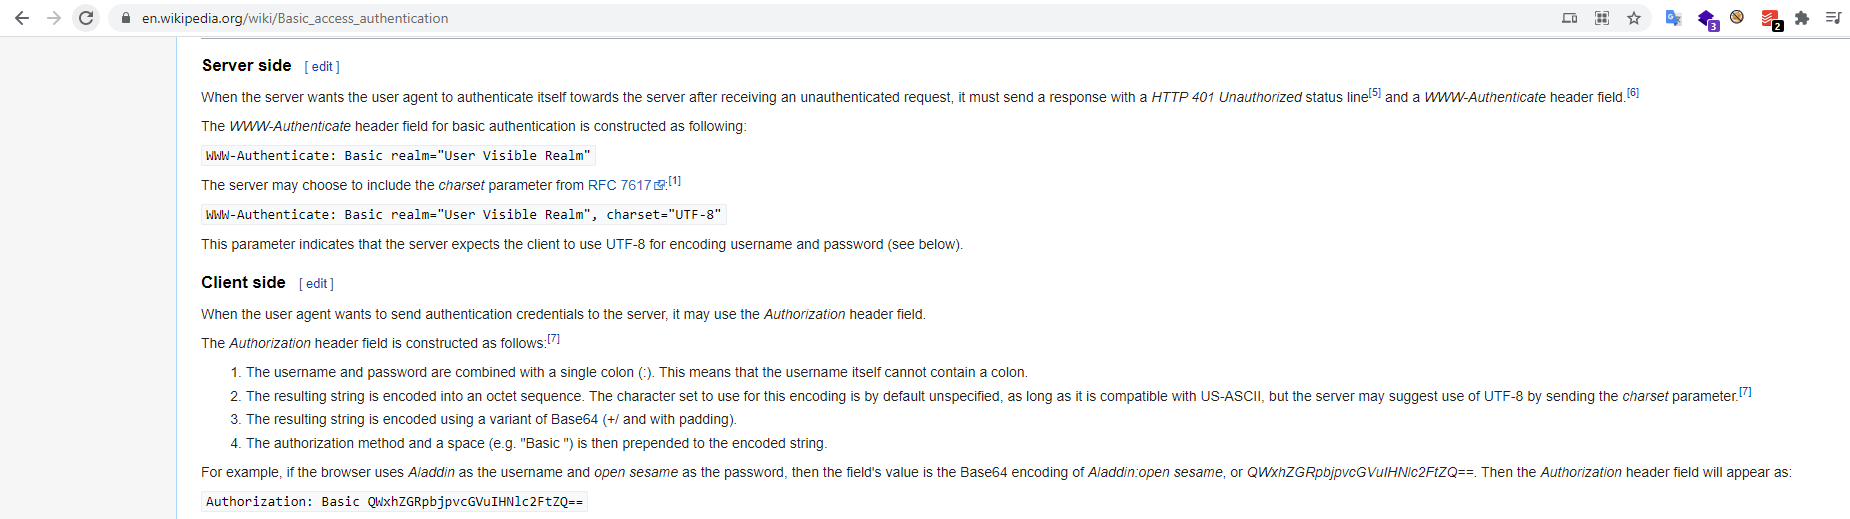 en.wikipedia.org/wiki/Basic_access_authentication
3
2
Server side [ edit ]
When the server wants the user agent to authenticate itself towards the server after receiving an unauthenticated request, it must send a response with a HTTP 401 Unauthorized status line[5] and a WWW-Authenticate header field.[6]
The WWW-Authenticate header field for basic authentication is constructed as following:
WWW-Authenticate: Basic realm="User Visible Realm"
The server may choose to include the charset parameter from RFC 7617:[1]
WWW-Authenticate: Basic realm="User Visible Realm", charset="UTF-8"
This parameter indicates that the server expects the client to use UTF-8 for encoding username and password (see below).
Client side [ edit ]
When the user agent wants to send authentication credentials to the server, it may use the Authorization header field.
The Authorization header field is constructed as follows:[7]
1. The username and password are combined with a single colon (:). This means that the username itself cannot contain a colon.
2. The resulting string is encoded into an octet sequence. The character set to use for this encoding is by default unspecified, as long as it is compatible with US-ASCII, but the server may suggest use of UTF-8 by sending the charset parameter.[7]
3. The resulting string is encoded using a variant of Base64 (+/ and with padding).
4. The authorization method and a space (e.g. "Basic ") is then prepended to the encoded string.
For example, if the browser uses Aladdin as the username and open sesame as the password, then the field's value is the Base64 encoding of Aladdin:open sesame, or QWxhZGRpbjpvcGVuIHNlc2FtZQ==. Then the Authorization header field will appear as:
Authorization: Basic QWxhZGRpbjpvcGVuIHNlc2FtZQ==